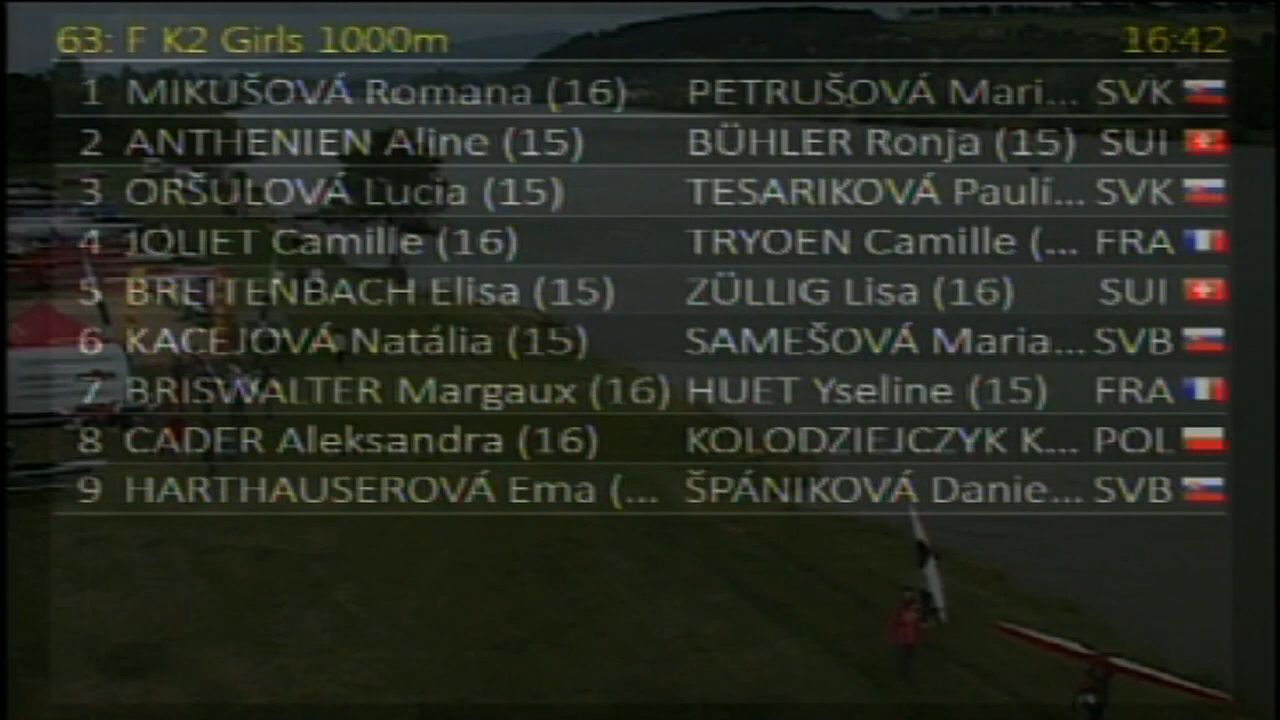 63: F K2 Girls 1000m 16:42
1 MIKUŠOVÁ Romana (16) PETRUŠOVÁ Mari... SVK
2 ANTHENIEN Aline (15) BÜHLER Ronja (15) SUI
3 ORŠULOVÁ Lucia (15) TESARIKOVÁ Pauli... SVK
4 JOLIET Camille (16) TRYOEN Camille (... FRA
5 BREITENBACH Elisa (15) ZÜLLIG Lisa (16) SUI
6 KACEJOVÁ Natália (15) SAMEŠOVÁ Maria... SVB
7 BRISWALTER Margaux (16) HUET Yseline (15) FRA
8 CADER Aleksandra (16) KOLODZIEJCZYK K... POL
9 HARTHAUSEROVÁ Ema (... ŠPÁNIKOVÁ Danie... SVB